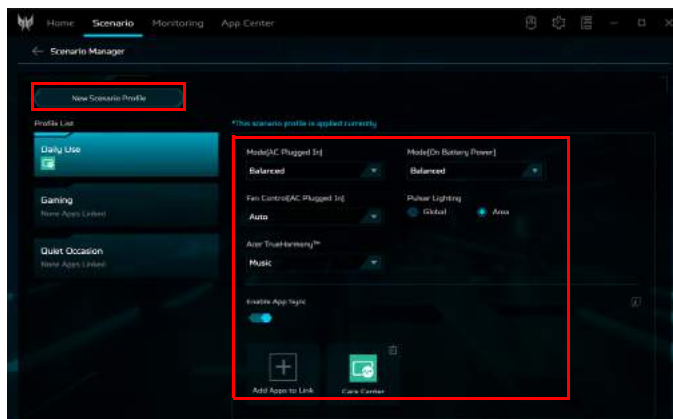 Home Scenario Monitoring App Center
Scenario Manager
New Scenario Profile
Profile List
*This scenario profile is applied currently
Daily Use
Gaming
None Apps Linked
Quiet Occasion
None Apps Linked
Mode(AC Plugged In) Mode(On Battery Power)
Balanced Balanced
Fan Control(AC Plugged In) Pulsar Lighting
Auto Global Area
Acer TrueHarmony™
Music
Enable App Sync
Add Apps to Link Care Center